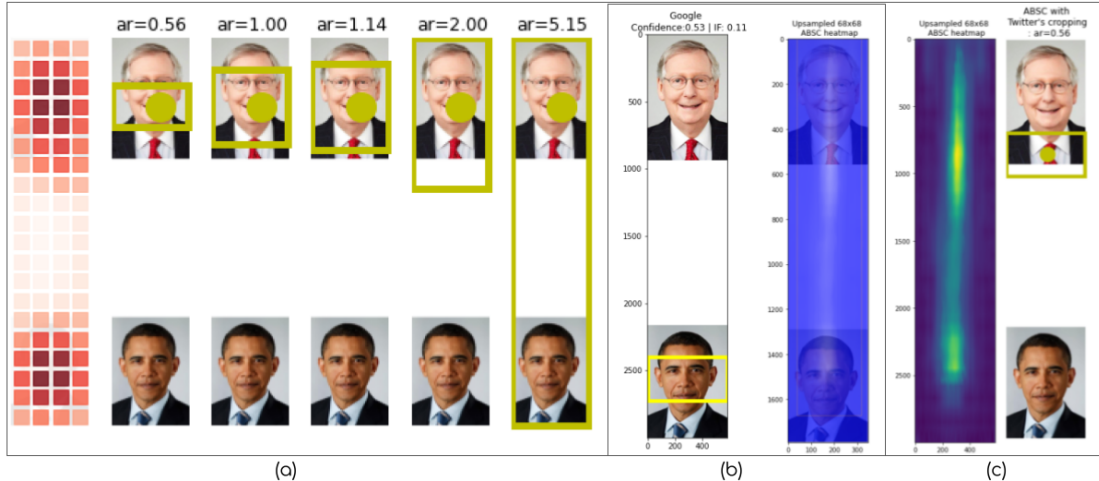 ar=0.56 ar=1.00 ar=1.14 ar=2.00 ar=5.15
(a)
Google
Confidence:0.53 | IF: 0.11
0
500
1000
1500
2000
2500
0 200 400
Upsampled 68x68
ABSC heatmap
0
200
400
600
800
1000
1200
1400
1600
0 100 200 300
(b)
Upsampled 68x68
ABSC heatmap
0
500
1000
1500
2000
2500
0 200 400
ABSC with
Twitter's cropping
: ar=0.56
(c)